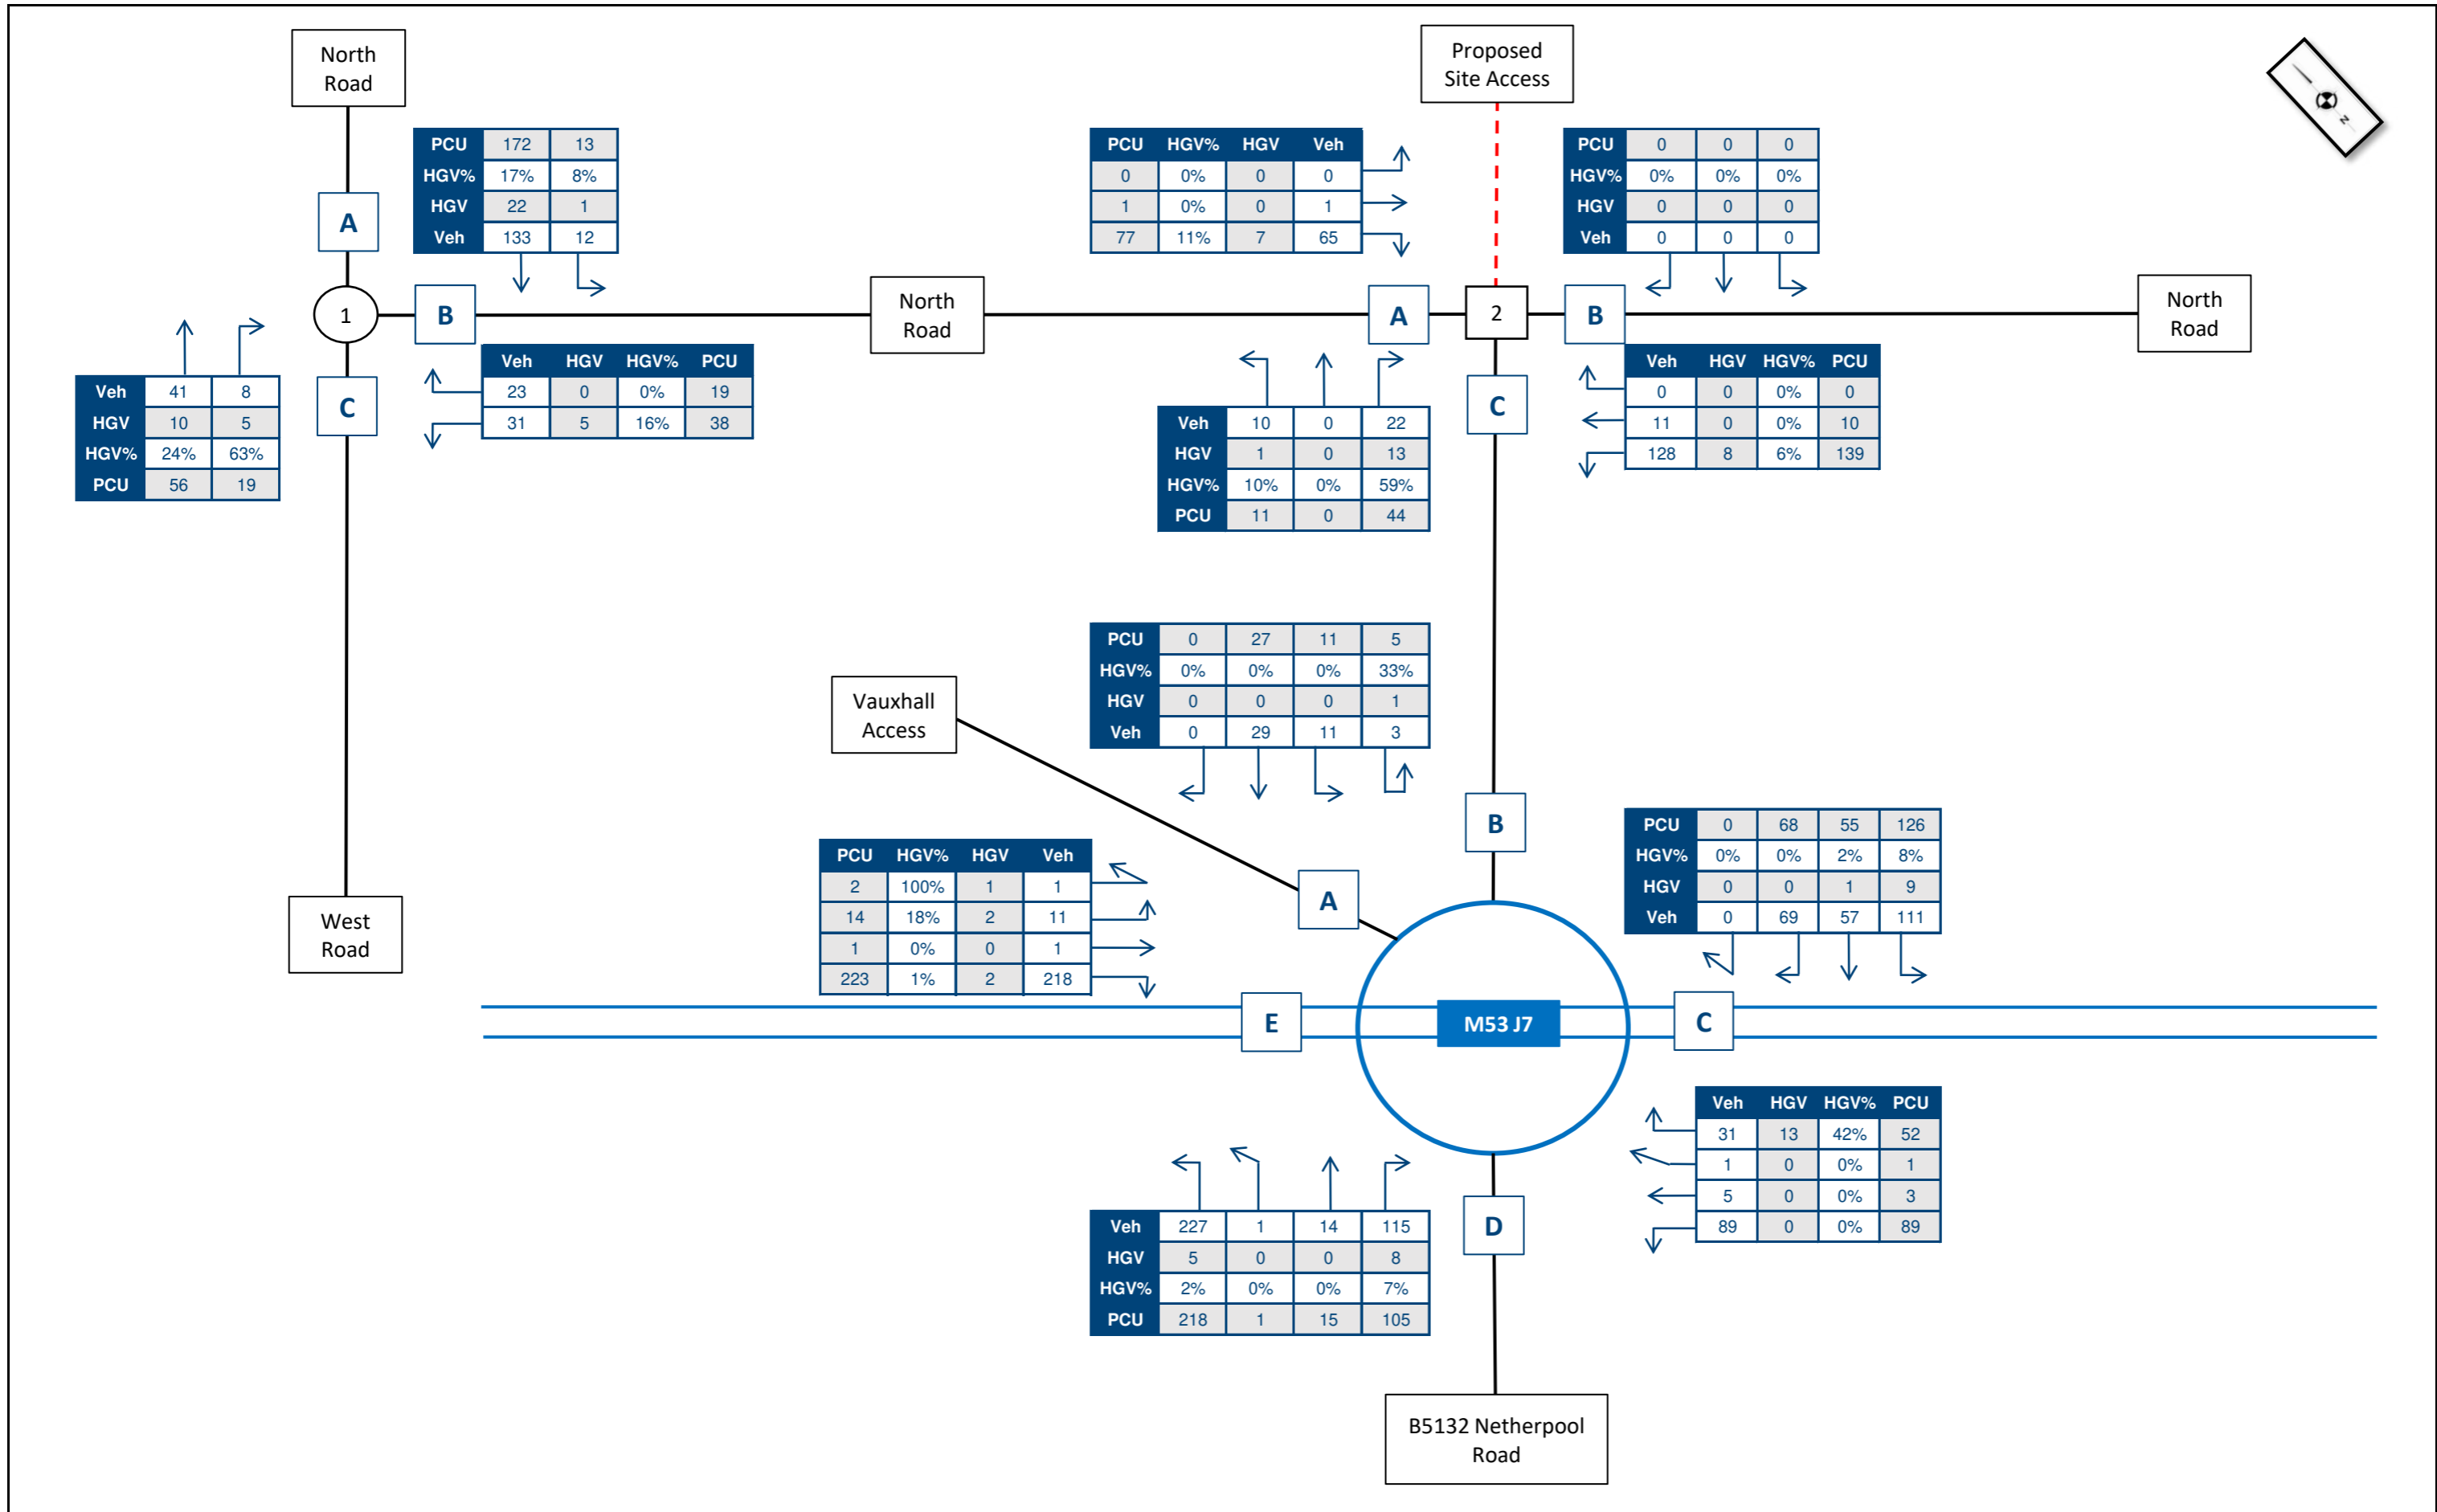 North
Road
Proposed
Site Access
N
PCU 172 13
HGV% 17% 8%
HGV 22 1
Veh 133 12
PCU HGV% HGV Veh
0 0% 0 0
1 0% 0 1
77 11% 7 65
PCU 0 0 0
HGV% 0% 0% 0%
HGV 0 0 0
Veh 0 0 0
A
1
B
North
Road
A
2
B
North
Road
Veh 41 8
HGV 10 5
HGV% 24% 63%
PCU 56 19
C
Veh HGV HGV% PCU
23 0 0% 19
31 5 16% 38
Veh 10 0 22
HGV 1 0 13
HGV% 10% 0% 59%
PCU 11 0 44
C
Veh HGV HGV% PCU
0 0 0% 0
11 0 0% 10
128 8 6% 139
PCU 0 27 11 5
HGV% 0% 0% 0% 33%
HGV 0 0 0 1
Veh 0 29 11 3
Vauxhall
Access
B
PCU HGV% HGV Veh
2 100% 1 1
14 18% 2 11
1 0% 0 1
223 1% 2 218
A
PCU 0 68 55 126
HGV% 0% 0% 2% 8%
HGV 0 0 1 9
Veh 0 69 57 111
West
Road
E
M53 J7
C
Veh HGV HGV% PCU
31 13 42% 52
1 0 0% 1
5 0 0% 3
89 0 0% 89
Veh 227 1 14 115
HGV 5 0 0 8
HGV% 2% 0% 0% 7%
PCU 218 1 15 105
D
B5132 Netherpool
Road